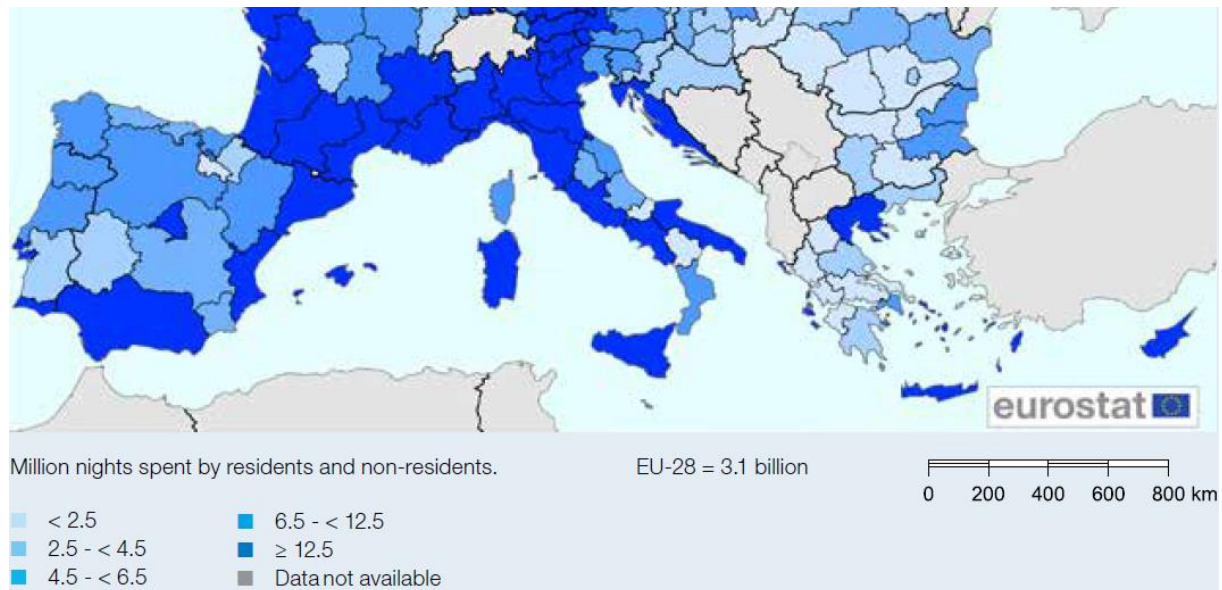 eurostat
Million nights spent by residents and non-residents.
EU-28 = 3.1 billion
0 200 400 600 800 km
< 2.5
2.5 - < 4.5
4.5 - < 6.5
6.5 - < 12.5
≥ 12.5
Data not available